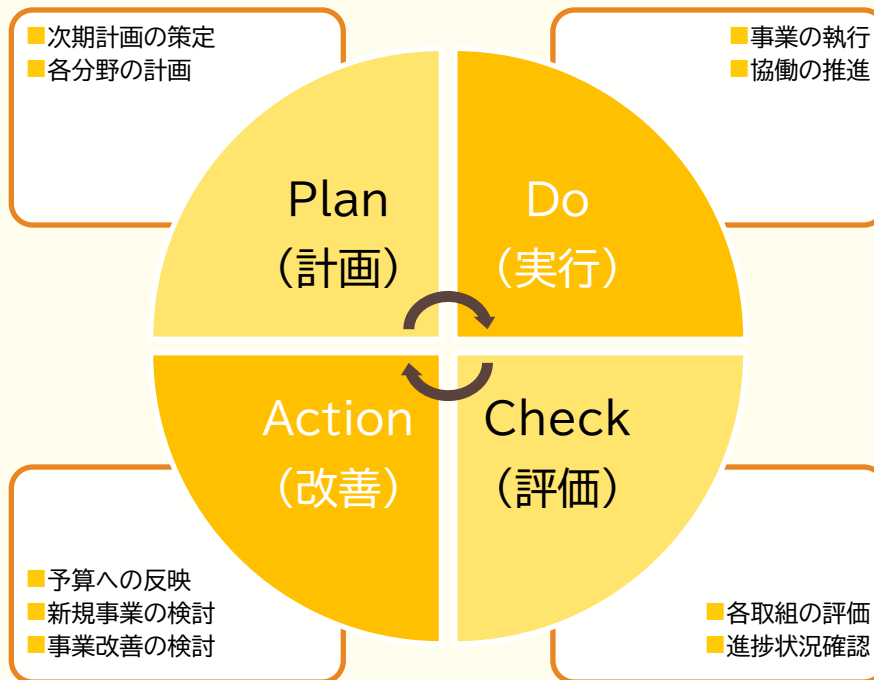 ■次期計画の策定
■各分野の計画
■事業の執行
■協働の推進
Plan
（計画）
Do
（実行）
Action
（改善）
Check
（評価）
■予算への反映
■新規事業の検討
■事業改善の検討
■各取組の評価
■進捗状況確認